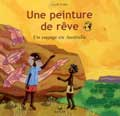 Une peinture
de rêve
Un voyage en Australie